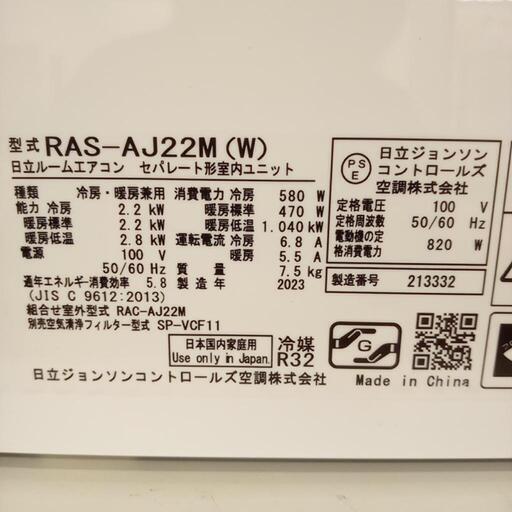 型式 RAS-AJ22M (W)
日立ルームエアコン セパレート形室内ユニット
種類 冷房・暖房兼用
能力 冷房 2.2 kW
暖房標準 2.2 kW
暖房低温 2.8 kW
電源 100 V
50/60 Hz
通年エネルギー消費効率 5.8
(JIS C 9612:2013)
組合せ室外型式 RAC-AJ22M
別売空気清浄フィルター型式 SP-VCF11
消費電力 冷房 580 W
暖房標準 470 W
暖房低温 1.040 kW
運転電流 冷房 6.8 A
暖房 5.5 A
質量 7.5 kg
製造年 2023
PS
E
日立ジョンソン
コントロールズ
空調株式会社
定格電圧 100 V
定格周波数 50/60 Hz
電動機の定
格消費電力 820 W
製造番号 213332
日本国内家庭用
Use only in Japan.
冷媒
R32
G
日立ジョンソンコントロールズ空調株式会社
Made in China